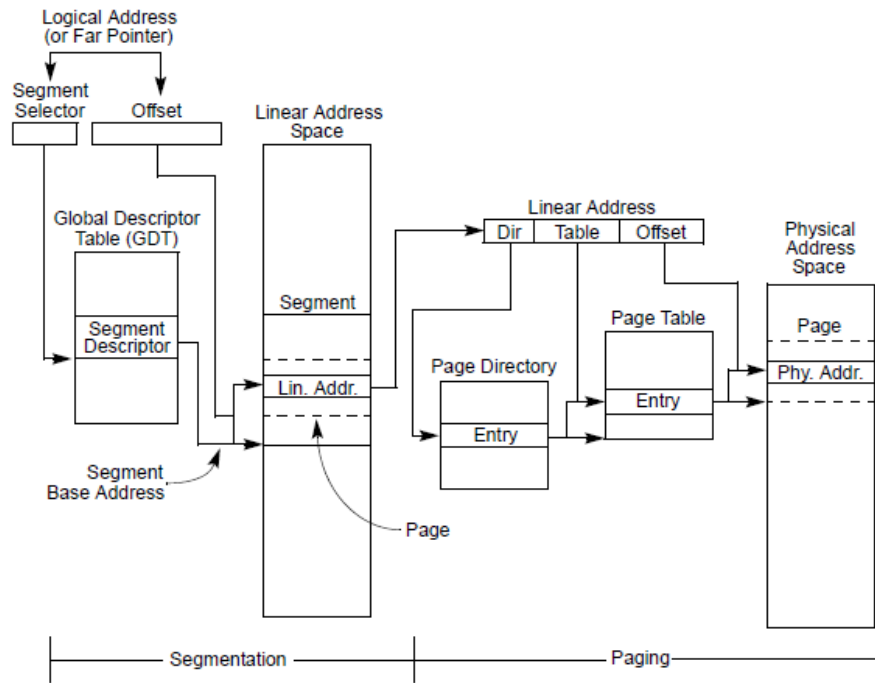 Logical Address
(or Far Pointer)
Segment
Selector
Offset
Linear Address
Space
Global Descriptor
Table (GDT)
Segment
Descriptor
Segment
Lin. Addr.
Segment
Base Address
Page
Linear Address
Dir
Table
Offset
Physical
Address
Space
Page Directory
Entry
Page Table
Entry
Page
Phy. Addr.
Segmentation
Paging